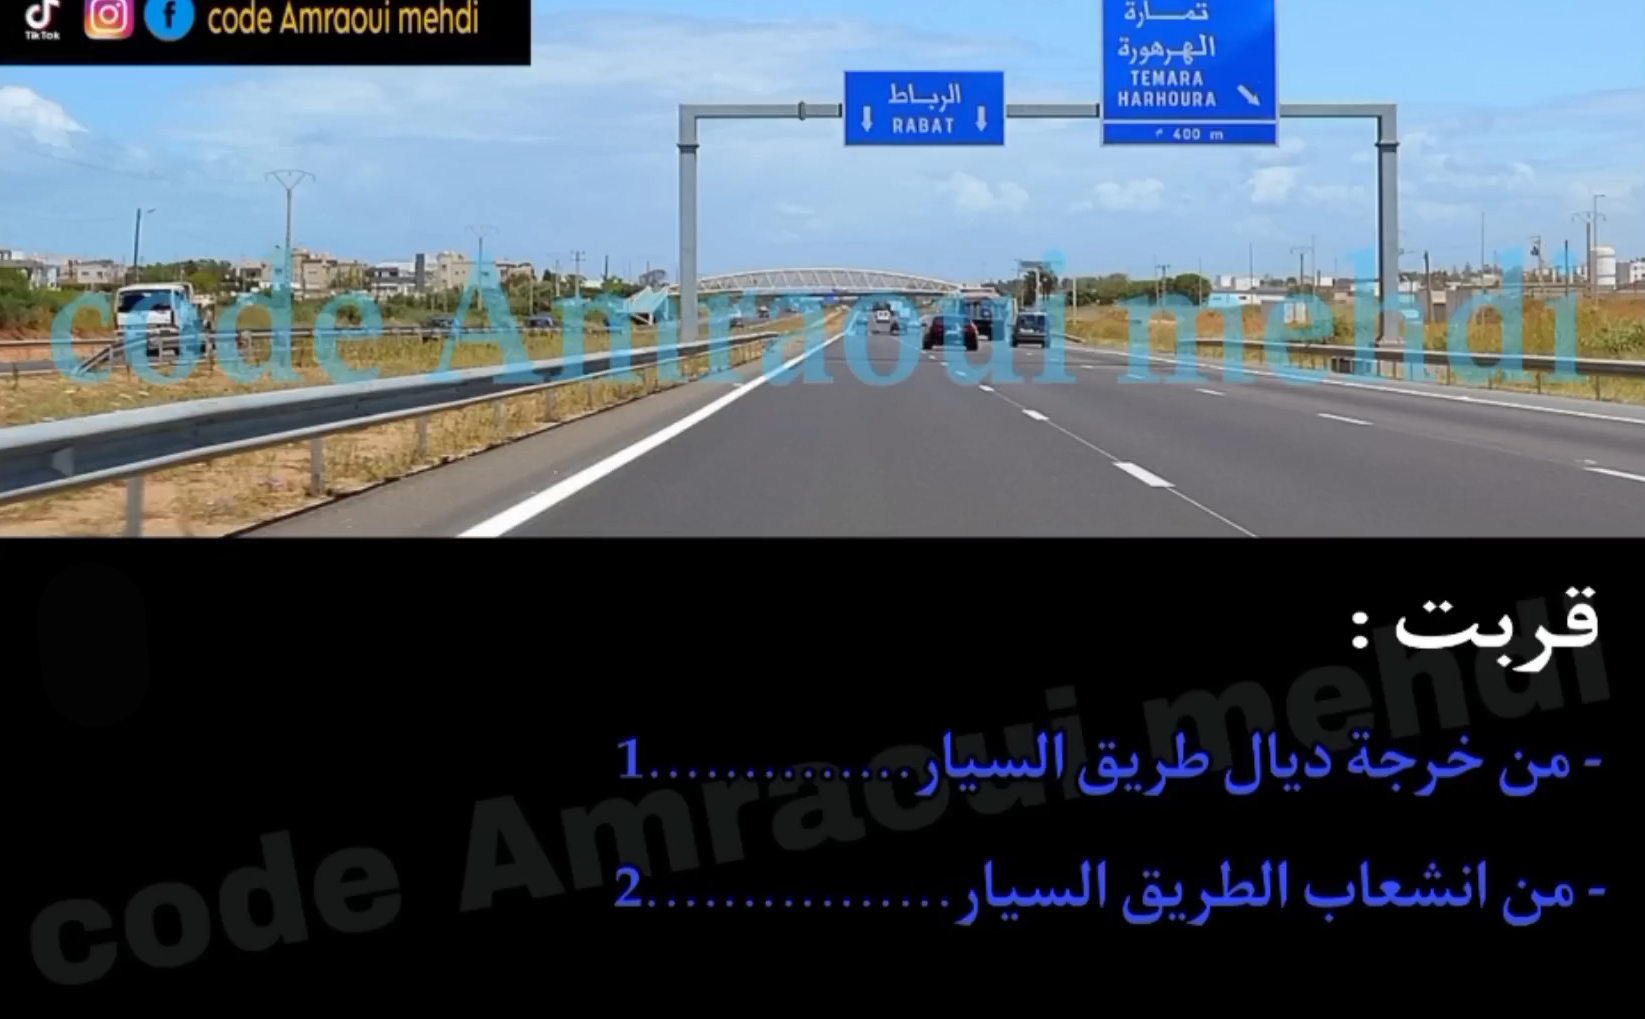 TikTok
code Amraoui mehdi
تمارة
الهرهورة
TEMARA
HARHOURA
400 m
الرباط
RABAT
code Amraoui mehdi
قربت :
- من خرجة ديال طريق السيار..............1
- من انشعاب الطريق السيار................2
code Amraoui mehdi